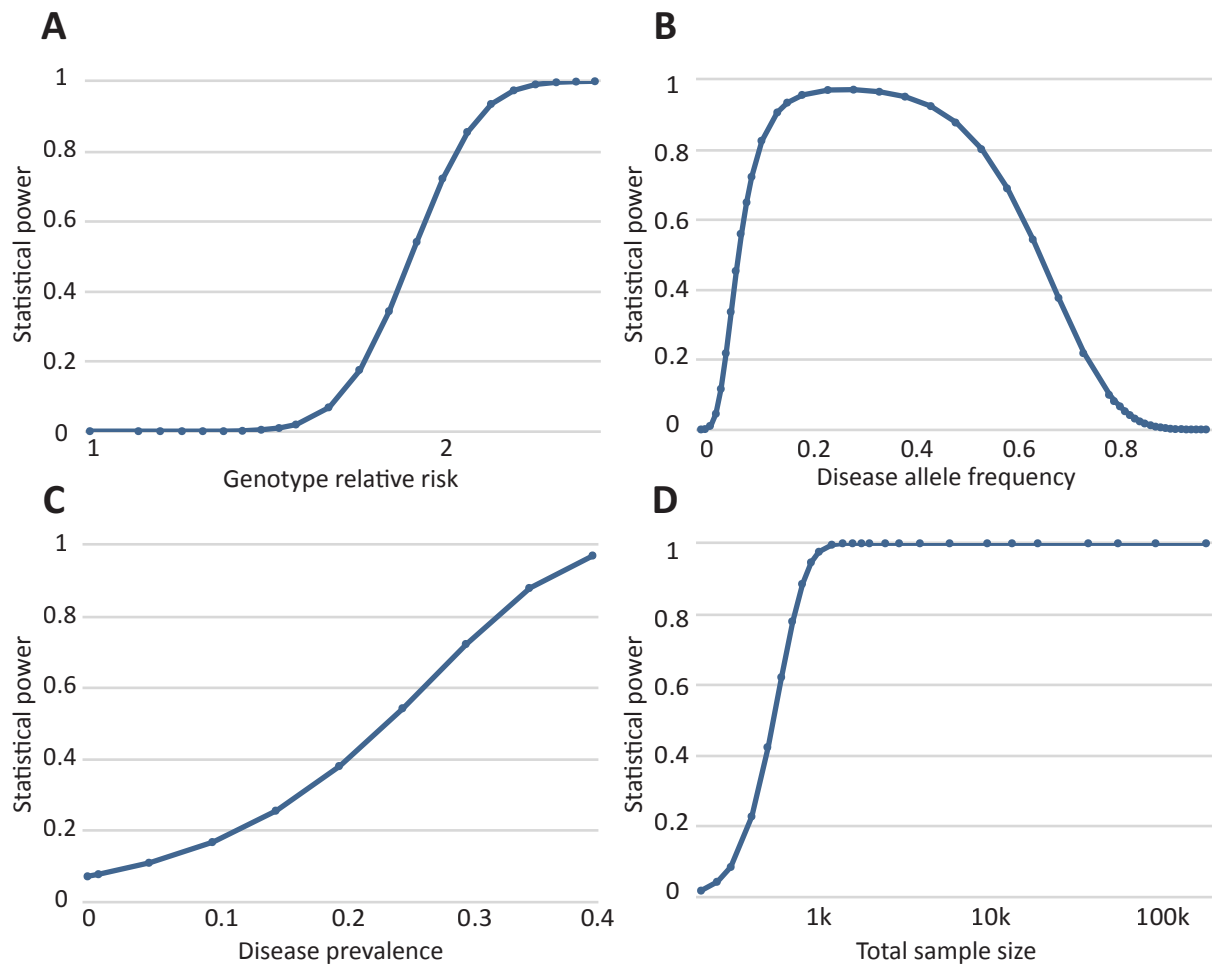 A
Statistical power
1
0.8
0.6
0.4
0.2
0
1 2
Genotype relative risk
B
Statistical power
1
0.8
0.6
0.4
0.2
0
0 0.2 0.4 0.6 0.8
Disease allele frequency
C
Statistical power
1
0.8
0.6
0.4
0.2
0
0 0.1 0.2 0.3 0.4
Disease prevalence
D
Statistical power
1
0.8
0.6
0.4
0.2
0
1k 10k 100k
Total sample size